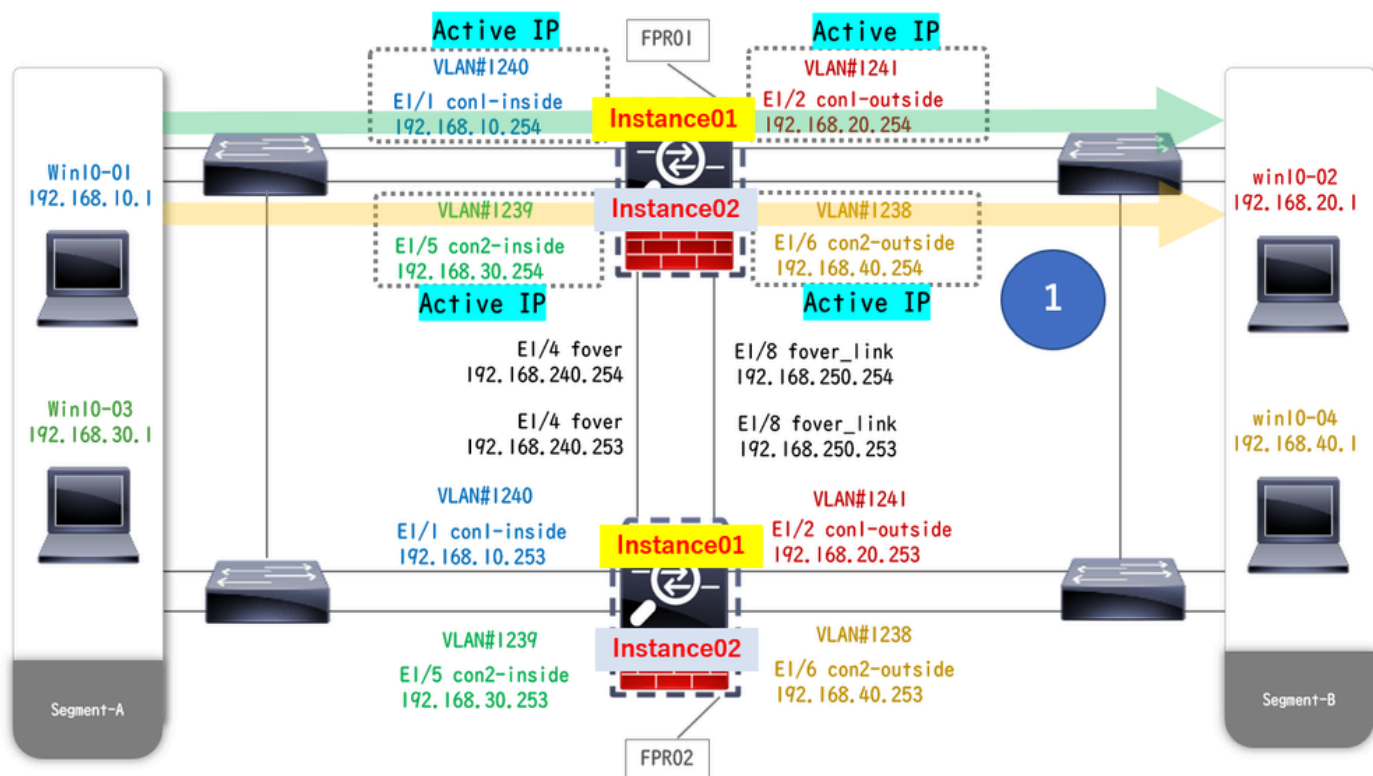 Active IP
FPR01
Active IP
VLAN#1240
E1/1 con1-inside
192.168.10.254
Instance01
VLAN#1241
E1/2 con1-outside
192.168.20.254
Win10-01
192.168.10.1
win10-02
192.168.20.1
VLAN#1239
E1/5 con2-inside
192.168.30.254
Active IP
Instance02
VLAN#1238
E1/6 con2-outside
192.168.40.254
Active IP
1
E1/4 fover
192.168.240.254
E1/8 fover_link
192.168.250.254
E1/4 fover
192.168.240.253
E1/8 fover_link
192.168.250.253
Win10-03
192.168.30.1
win10-04
192.168.40.1
VLAN#1240
E1/1 con1-inside
192.168.10.253
Instance01
VLAN#1241
E1/2 con1-outside
192.168.20.253
VLAN#1239
E1/5 con2-inside
192.168.30.253
Instance02
VLAN#1238
E1/6 con2-outside
192.168.40.253
Segment-A
Segment-B
FPR02